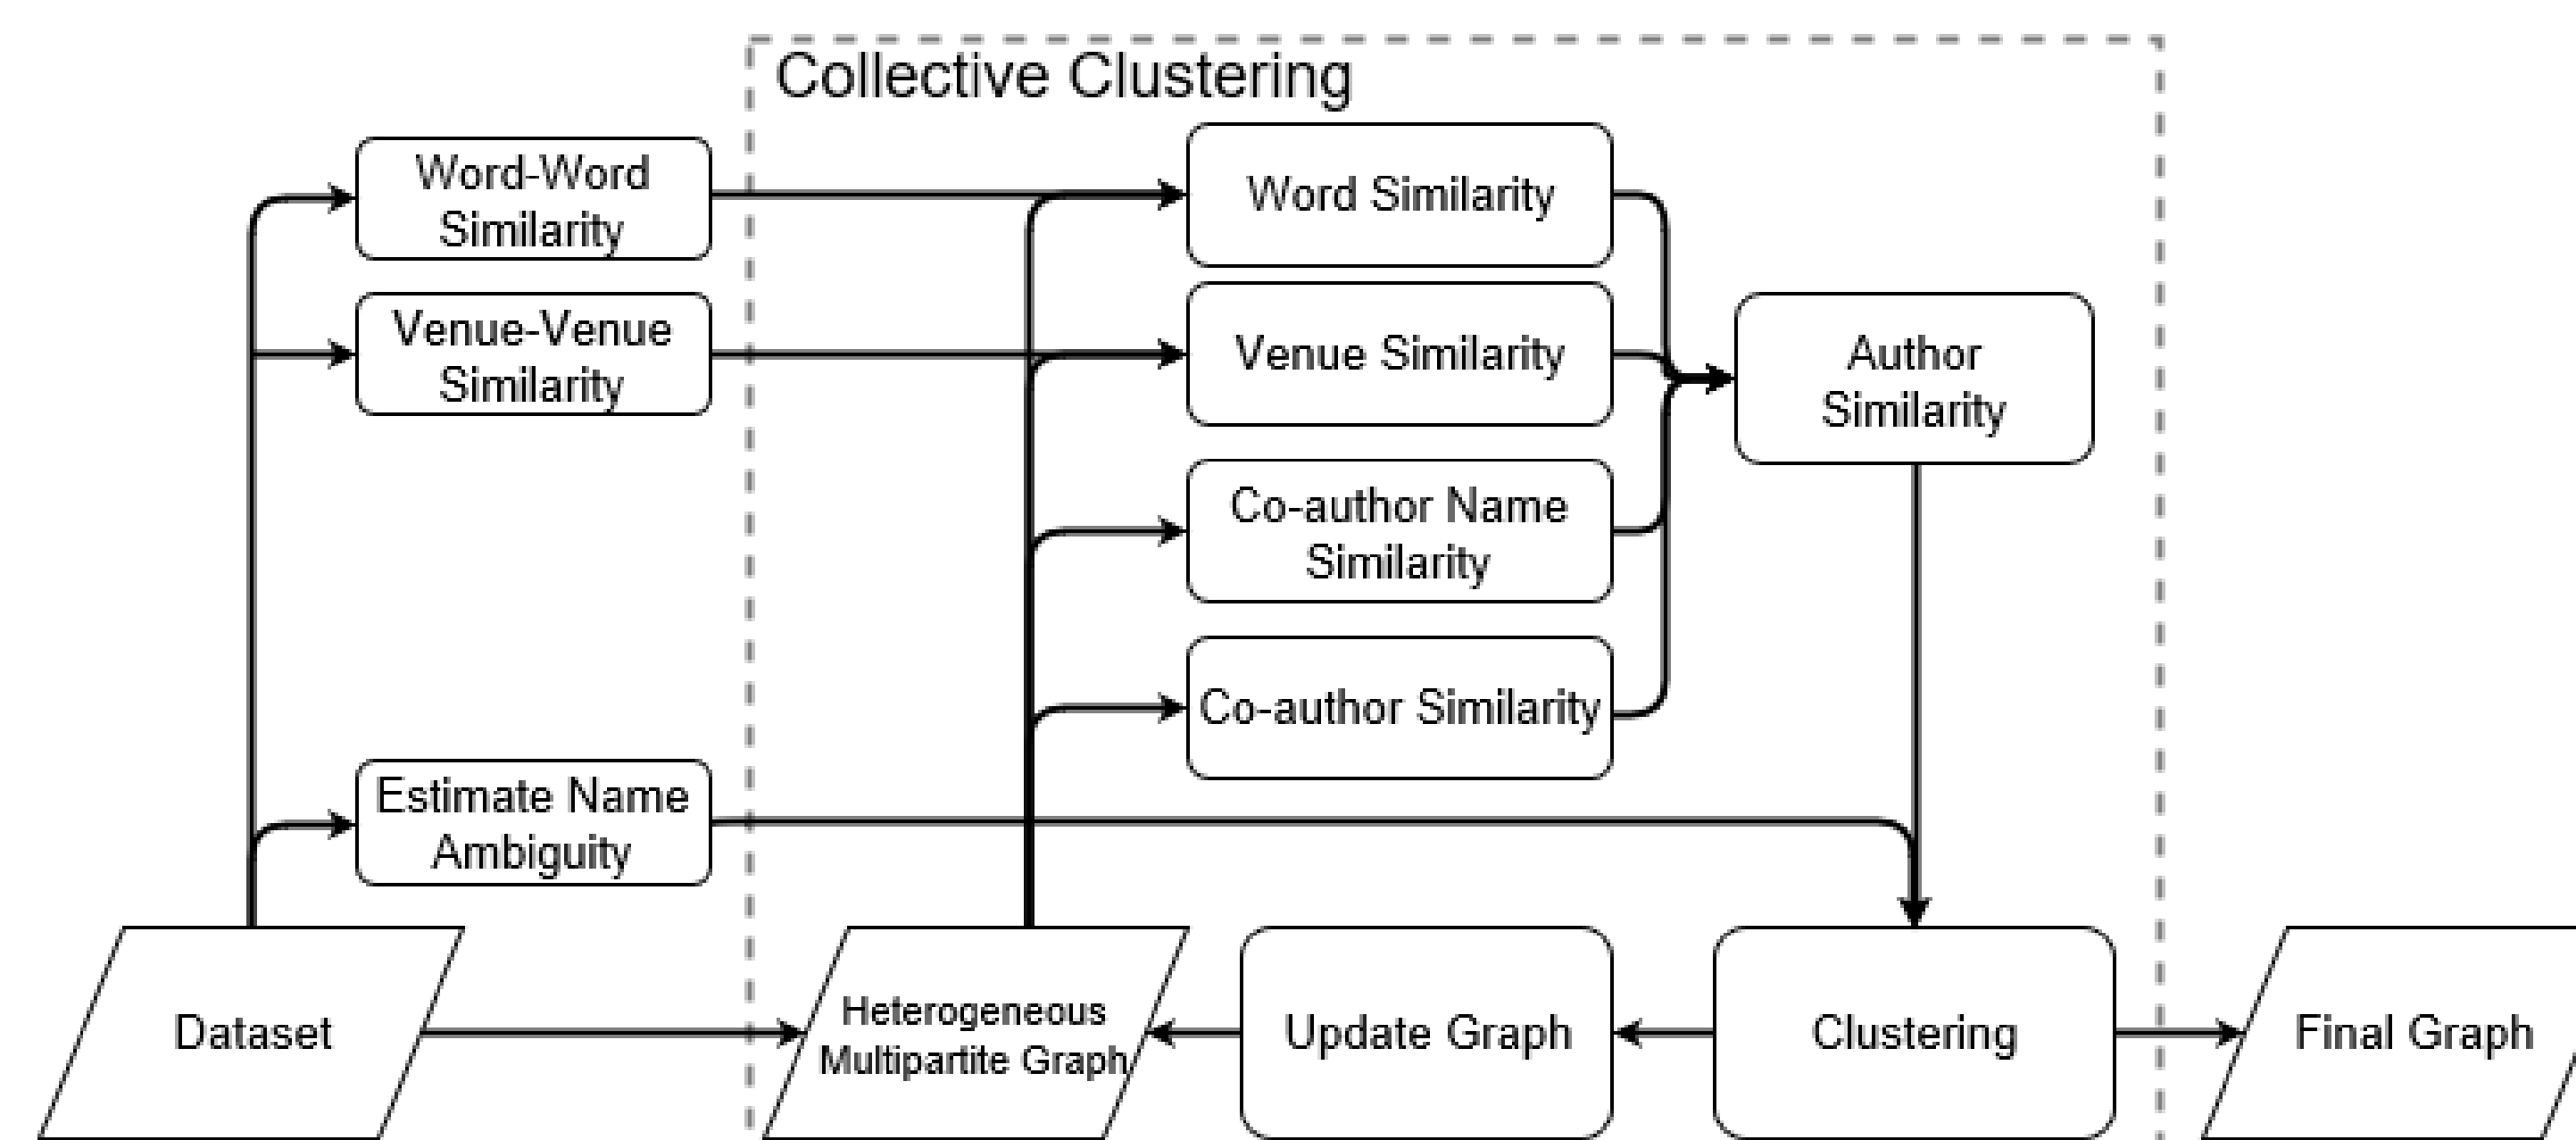 Collective Clustering
Word-Word
Similarity
Word Similarity
Venue-Venue
Similarity
Venue Similarity
Author
Similarity
Co-author Name
Similarity
Co-author Similarity
Estimate Name
Ambiguity
Dataset
Heterogeneous
Multipartite Graph
Update Graph
Clustering
Final Graph